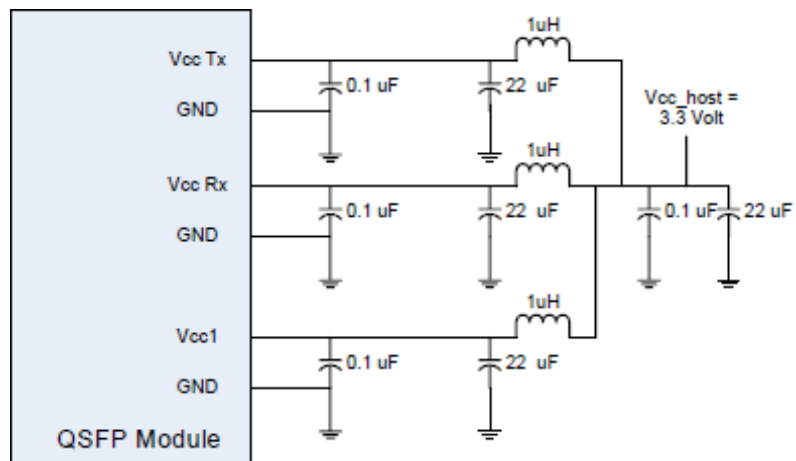 1uH
Vcc Tx
0.1 uF
22 uF
GND
Vcc_host =
3.3 Volt
1uH
Vcc Rx
0.1 uF
22 uF
0.1 uF
22 uF
GND
1uH
Vcc1
0.1 uF
22 uF
GND
QSFP Module